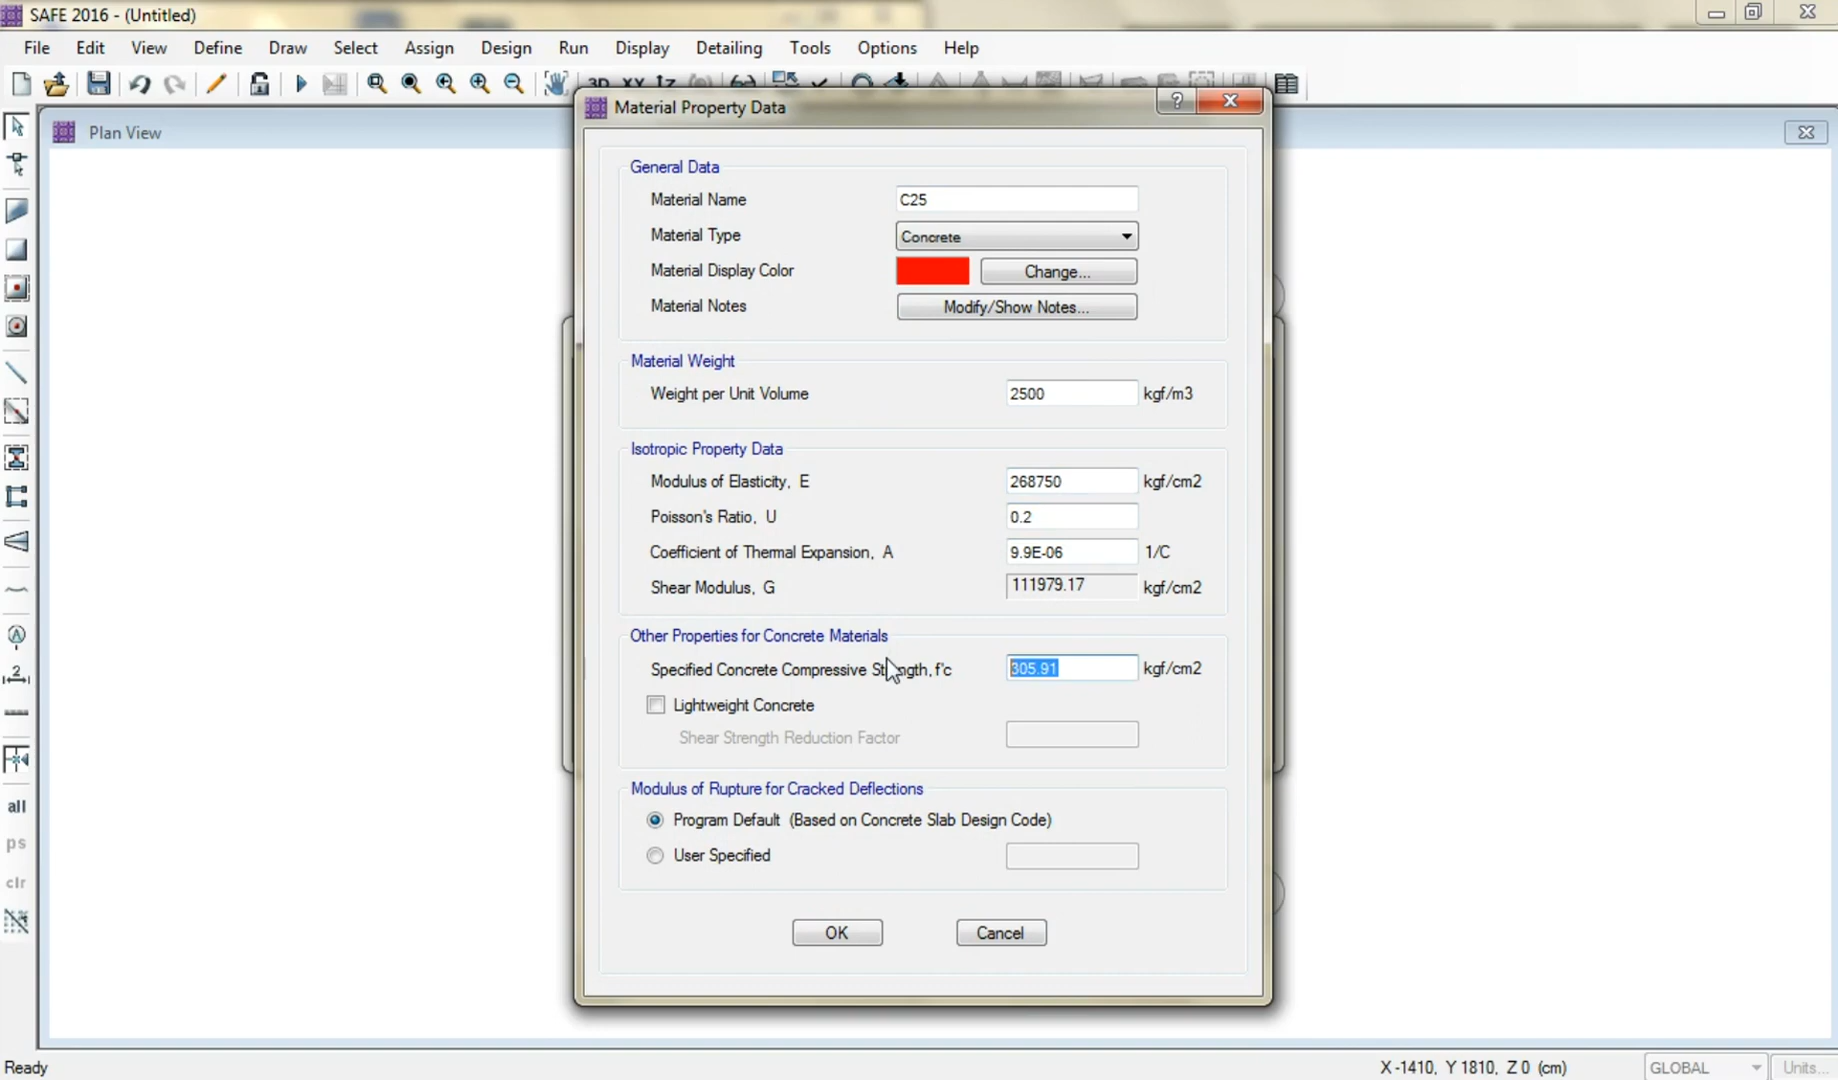 SAFE 2016 - (Untitled)
File Edit View Define Draw Select Assign Design Run Display Detailing Tools Options Help
3D XY
Plan View
Material Property Data
General Data
Material Name C25
Material Type Concrete
Material Display Color Change...
Material Notes Modify/Show Notes...
Material Weight
Weight per Unit Volume 2500 kgf/m3
Isotropic Property Data
Modulus of Elasticity, E 268750 kgf/cm2
Poisson's Ratio, U 0.2
Coefficient of Thermal Expansion, A 9.9E-06 1/C
Shear Modulus, G 111979.17 kgf/cm2
Other Properties for Concrete Materials
Specified Concrete Compressive Strength, f'c 305.91 kgf/cm2
Lightweight Concrete
Shear Strength Reduction Factor
Modulus of Rupture for Cracked Deflections
Program Default (Based on Concrete Slab Design Code)
User Specified
OK Cancel
all
ps
clr
Ready X -1410, Y 1810, Z 0 (cm) GLOBAL Units...